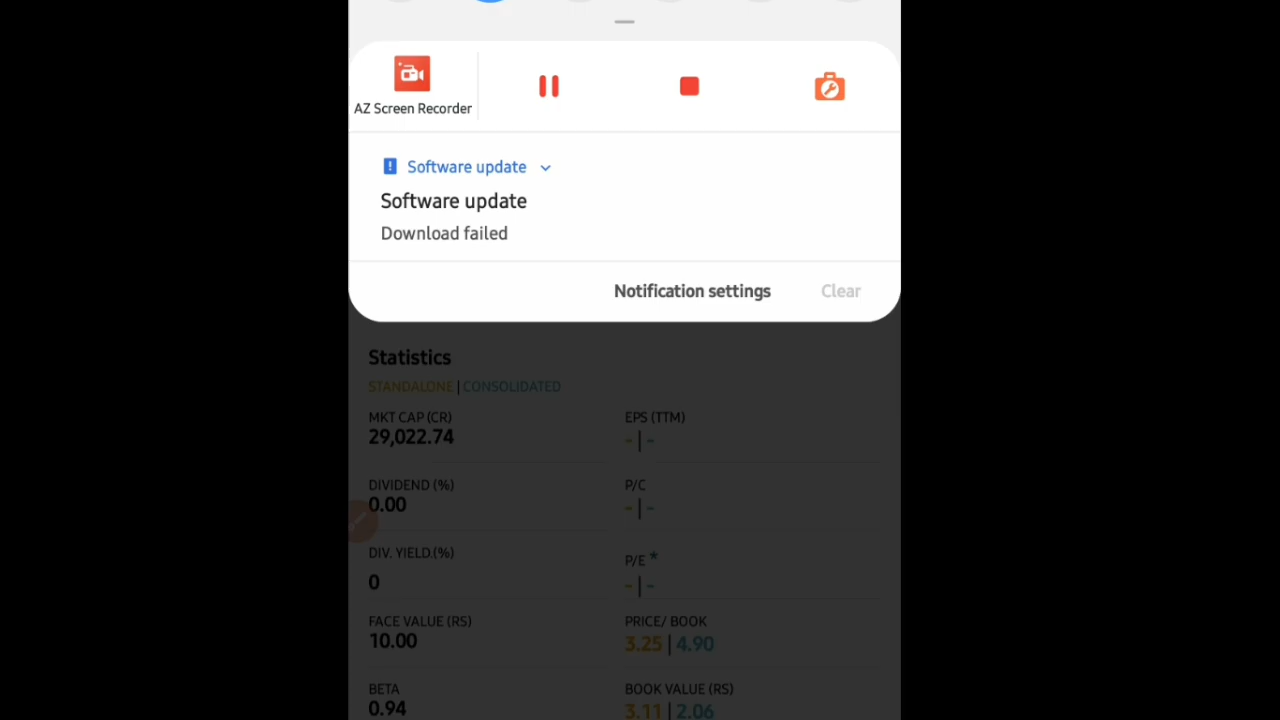 AZ Screen Recorder
Software update
Software update
Download failed
Notification settings Clear
Statistics
STANDALONE | CONSOLIDATED
MKT CAP (CR) EPS (TTM)
29,022.74 - | -
DIVIDEND (%) P/C
0.00 - | -
DIV. YIELD.(%) P/E *
0 - | -
FACE VALUE (RS) PRICE/ BOOK
10.00 3.25 | 4.90
BETA BOOK VALUE (RS)
0.94 3.11 | 2.06